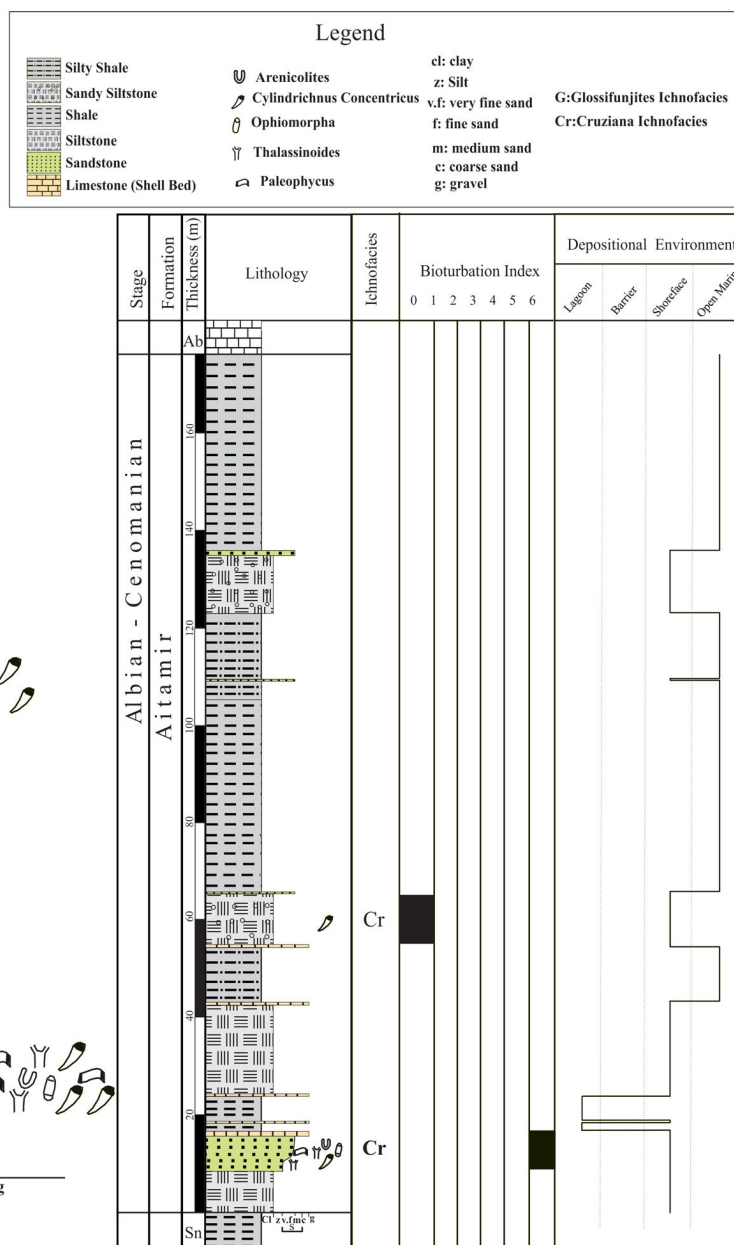 Legend
Silty Shale
Sandy Siltstone
Shale
Siltstone
Sandstone
Limestone (Shell Bed)
Arenicolites
Cylindrichnus Concentricus
Ophiomorpha
Thalassinoides
Paleophycus
cl: clay
z: Silt
v.f: very fine sand
f: fine sand
m: medium sand
c: coarse sand
g: gravel
G:Glossifunjites Ichnofacies
Cr:Cruziana Ichnofacies
Stage
Formation
Thickness (m)
Lithology
Ichnofacies
Bioturbation Index
0 1 2 3 4 5 6
Depositional Environment
Lagoon
Barrier
Shoreface
Open Marin
Ab
Albian - Cenomanian
Aitamir
160
140
120
100
80
60
40
20
Cr
Cr
Sn
Cl z v.f m c g
S
g